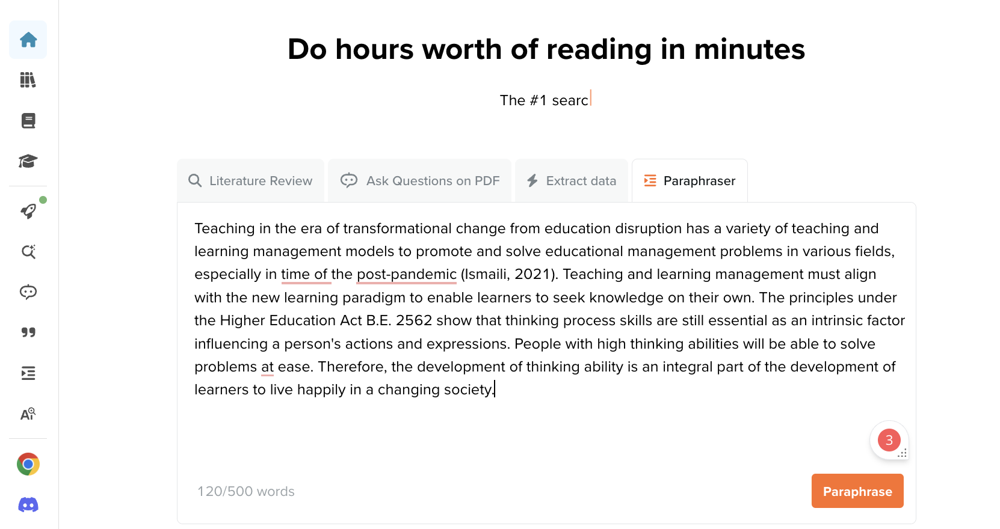 Do hours worth of reading in minutes
The #1 searc
Literature Review
Ask Questions on PDF
Extract data
Paraphraser
Teaching in the era of transformational change from education disruption has a variety of teaching and
learning management models to promote and solve educational management problems in various fields,
especially in time of the post-pandemic (Ismaili, 2021). Teaching and learning management must align
with the new learning paradigm to enable learners to seek knowledge on their own. The principles under
the Higher Education Act B.E. 2562 show that thinking process skills are still essential as an intrinsic factor
influencing a person's actions and expressions. People with high thinking abilities will be able to solve
problems at ease. Therefore, the development of thinking ability is an integral part of the development of
learners to live happily in a changing society.
Ai
3
120/500 words
Paraphrase